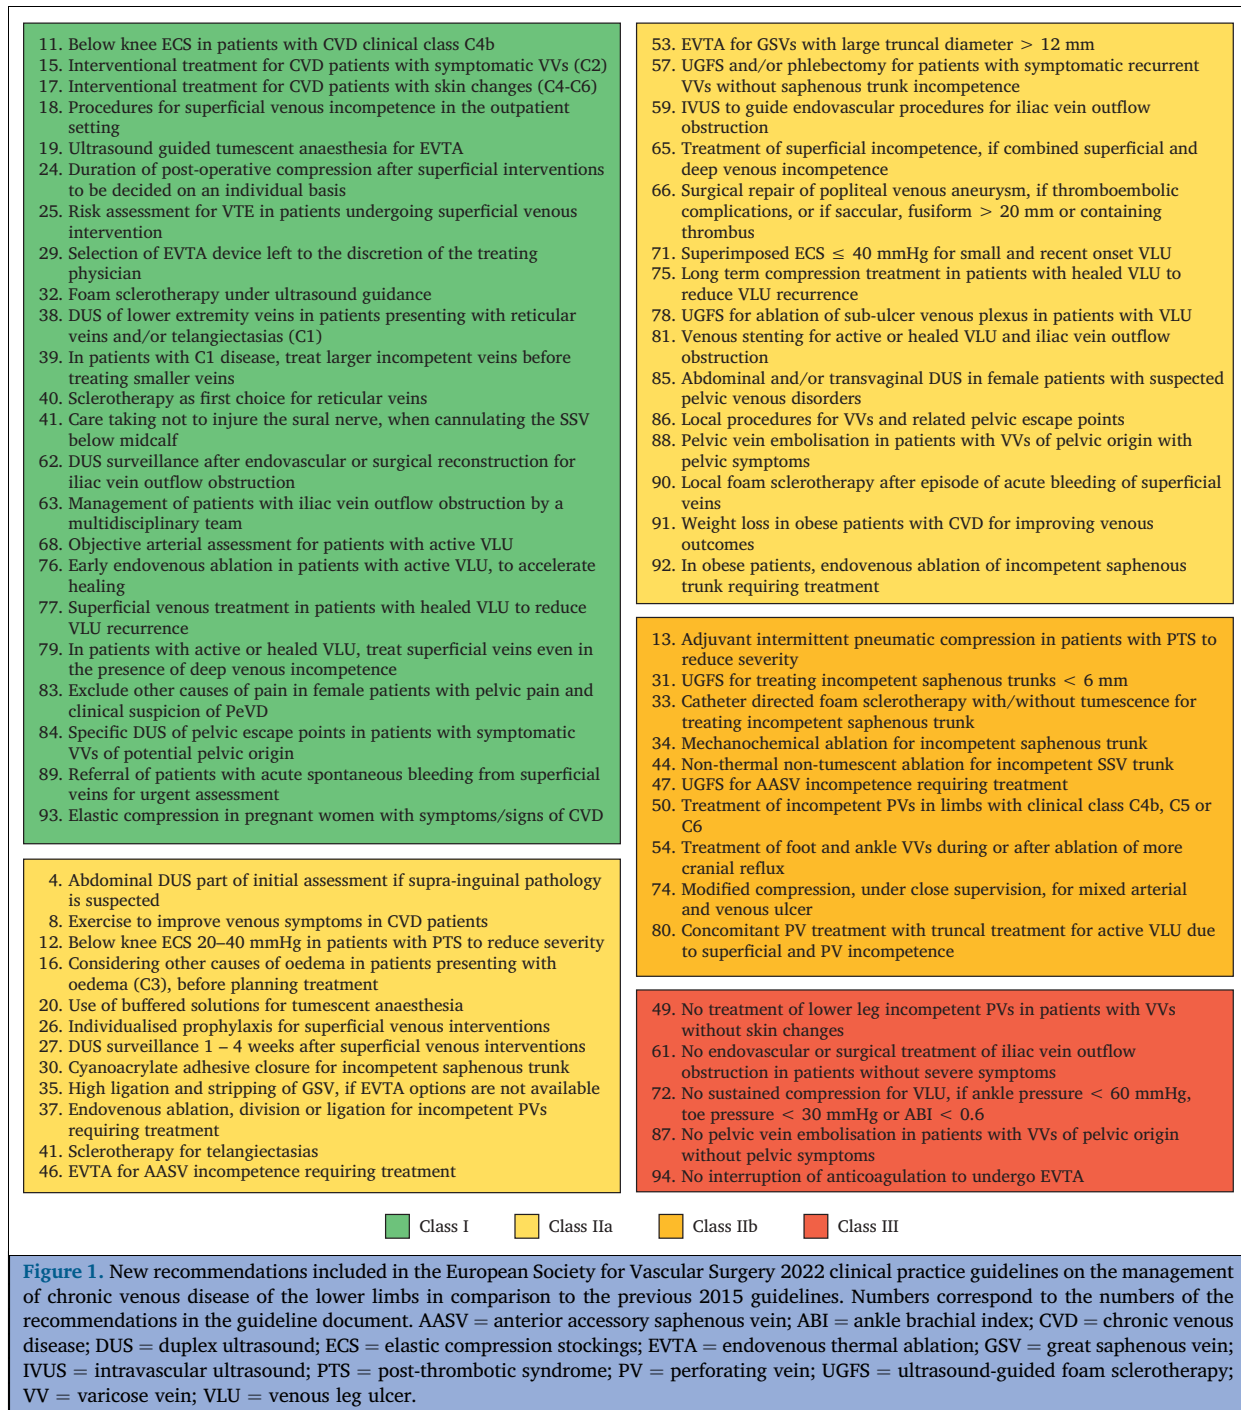 11. Below knee ECS in patients with CVD clinical class C4b
15. Interventional treatment for CVD patients with symptomatic VVs (C2)
17. Interventional treatment for CVD patients with skin changes (C4-C6)
18. Procedures for superficial venous incompetence in the outpatient
setting
19. Ultrasound guided tumescent anaesthesia for EVTA
24. Duration of post-operative compression after superficial interventions
to be decided on an individual basis
25. Risk assessment for VTE in patients undergoing superficial venous
intervention
29. Selection of EVTA device left to the discretion of the treating
physician
32. Foam sclerotherapy under ultrasound guidance
38. DUS of lower extremity veins in patients presenting with reticular
veins and/or telangiectasias (C1)
39. In patients with C1 disease, treat larger incompetent veins before
treating smaller veins
40. Sclerotherapy as first choice for reticular veins
41. Care taking not to injure the sural nerve, when cannulating the SSV
below midcalf
62. DUS surveillance after endovascular or surgical reconstruction for
iliac vein outflow obstruction
63. Management of patients with iliac vein outflow obstruction by a
multidisciplinary team
68. Objective arterial assessment for patients with active VLU
76. Early endovenous ablation in patients with active VLU, to accelerate
healing
77. Superficial venous treatment in patients with healed VLU to reduce
VLU recurrence
79. In patients with active or healed VLU, treat superficial veins even in
the presence of deep venous incompetence
83. Exclude other causes of pain in female patients with pelvic pain and
clinical suspicion of PeVD
84. Specific DUS of pelvic escape points in patients with symptomatic
VVs of potential pelvic origin
89. Referral of patients with acute spontaneous bleeding from superficial
veins for urgent assessment
93. Elastic compression in pregnant women with symptoms/signs of CVD
4. Abdominal DUS part of initial assessment if supra-inguinal pathology
is suspected
8. Exercise to improve venous symptoms in CVD patients
12. Below knee ECS 20–40 mmHg in patients with PTS to reduce severity
16. Considering other causes of oedema in patients presenting with
oedema (C3), before planning treatment
20. Use of buffered solutions for tumescent anaesthesia
26. Individualised prophylaxis for superficial venous interventions
27. DUS surveillance 1 – 4 weeks after superficial venous interventions
30. Cyanoacrylate adhesive closure for incompetent saphenous trunk
35. High ligation and stripping of GSV, if EVTA options are not available
37. Endovenous ablation, division or ligation for incompetent PVs
requiring treatment
41. Sclerotherapy for telangiectasias
46. EVTA for AASV incompetence requiring treatment
53. EVTA for GSVs with large truncal diameter > 12 mm
57. UGFS and/or phlebectomy for patients with symptomatic recurrent
VVs without saphenous trunk incompetence
59. IVUS to guide endovascular procedures for iliac vein outflow
obstruction
65. Treatment of superficial incompetence, if combined superficial and
deep venous incompetence
66. Surgical repair of popliteal venous aneurysm, if thromboembolic
complications, or if saccular, fusiform > 20 mm or containing
thrombus
71. Superimposed ECS ≤ 40 mmHg for small and recent onset VLU
75. Long term compression treatment in patients with healed VLU to
reduce VLU recurrence
78. UGFS for ablation of sub-ulcer venous plexus in patients with VLU
81. Venous stenting for active or healed VLU and iliac vein outflow
obstruction
85. Abdominal and/or transvaginal DUS in female patients with suspected
pelvic venous disorders
86. Local procedures for VVs and related pelvic escape points
88. Pelvic vein embolisation in patients with VVs of pelvic origin with
pelvic symptoms
90. Local foam sclerotherapy after episode of acute bleeding of superficial
veins
91. Weight loss in obese patients with CVD for improving venous
outcomes
92. In obese patients, endovenous ablation of incompetent saphenous
trunk requiring treatment
13. Adjuvant intermittent pneumatic compression in patients with PTS to
reduce severity
31. UGFS for treating incompetent saphenous trunks < 6 mm
33. Catheter directed foam sclerotherapy with/without tumescence for
treating incompetent saphenous trunk
34. Mechanochemical ablation for incompetent saphenous trunk
44. Non-thermal non-tumescent ablation for incompetent SSV trunk
47. UGFS for AASV incompetence requiring treatment
50. Treatment of incompetent PVs in limbs with clinical class C4b, C5 or
C6
54. Treatment of foot and ankle VVs during or after ablation of more
cranial reflux
74. Modified compression, under close supervision, for mixed arterial
and venous ulcer
80. Concomitant PV treatment with truncal treatment for active VLU due
to superficial and PV incompetence
49. No treatment of lower leg incompetent PVs in patients with VVs
without skin changes
61. No endovascular or surgical treatment of iliac vein outflow
obstruction in patients without severe symptoms
72. No sustained compression for VLU, if ankle pressure < 60 mmHg,
toe pressure < 30 mmHg or ABI < 0.6
87. No pelvic vein embolisation in patients with VVs of pelvic origin
without pelvic symptoms
94. No interruption of anticoagulation to undergo EVTA
Class I Class IIa Class IIb Class III
Figure 1. New recommendations included in the European Society for Vascular Surgery 2022 clinical practice guidelines on the management
of chronic venous disease of the lower limbs in comparison to the previous 2015 guidelines. Numbers correspond to the numbers of the
recommendations in the guideline document. AASV = anterior accessory saphenous vein; ABI = ankle brachial index; CVD = chronic venous
disease; DUS = duplex ultrasound; ECS = elastic compression stockings; EVTA = endovenous thermal ablation; GSV = great saphenous vein;
IVUS = intravascular ultrasound; PTS = post-thrombotic syndrome; PV = perforating vein; UGFS = ultrasound-guided foam sclerotherapy;
VV = varicose vein; VLU = venous leg ulcer.